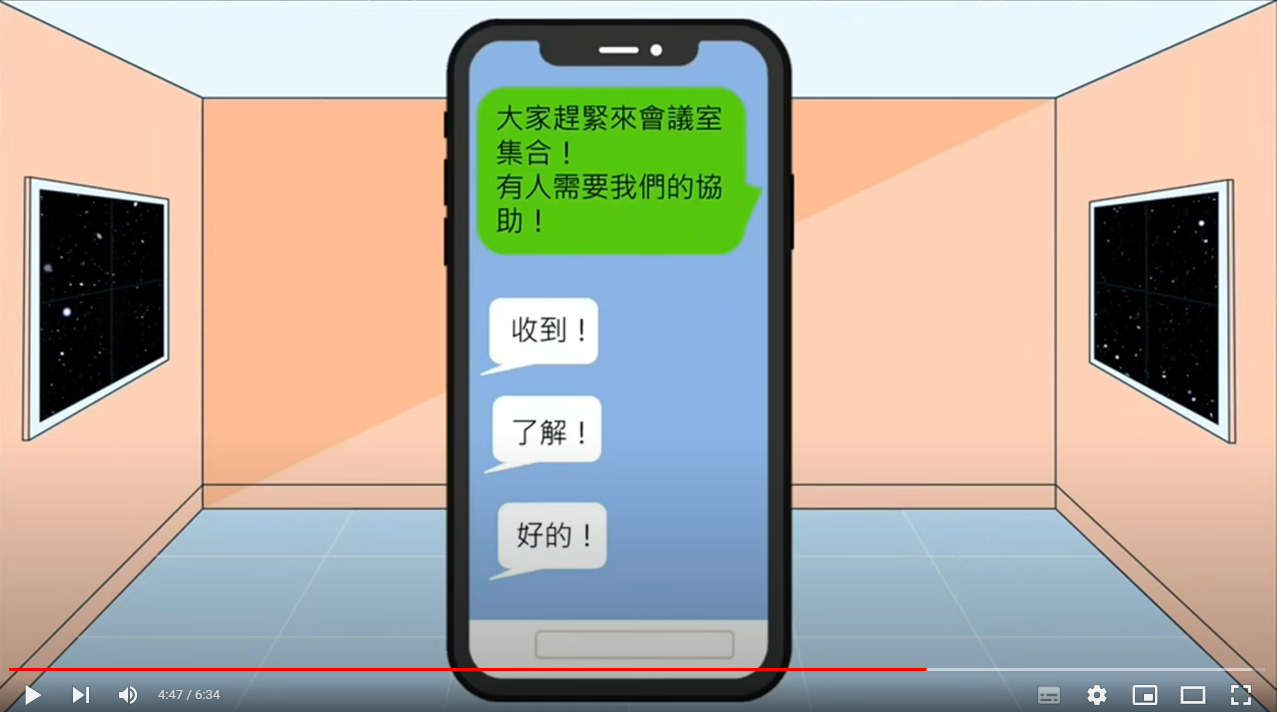 大家趕緊來會議室
集合！
有人需要我們的協
助！
收到！
了解！
好的！
4:47 / 6:34